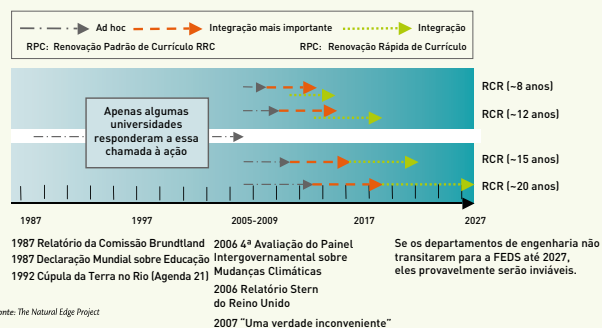 Ad hoc Integração mais importante Integração
RPC: Renovação Padrão de Currículo RRC RPC: Renovação Rápida de Currículo
RCR (~8 anos)
Apenas algumas
universidades
responderam a essa
chamada à ação
RCR (~12 anos)
RCR (~15 anos)
RCR (~20 anos)
1987 1997 2005-2009 2017 2027
1987 Relatório da Comissão Brundtland
1987 Declaração Mundial sobre Educação
1992 Cúpula da Terra no Rio (Agenda 21)
2006 4ª Avaliação do Painel
Intergovernamental sobre
Mudanças Climáticas
2006 Relatório Stern
do Reino Unido
2007 “Uma verdade inconveniente”
Se os departamentos de engenharia não
transitarem para a FEDS até 2027,
eles provavelmente serão inviáveis.
onte: The Natural Edge Project